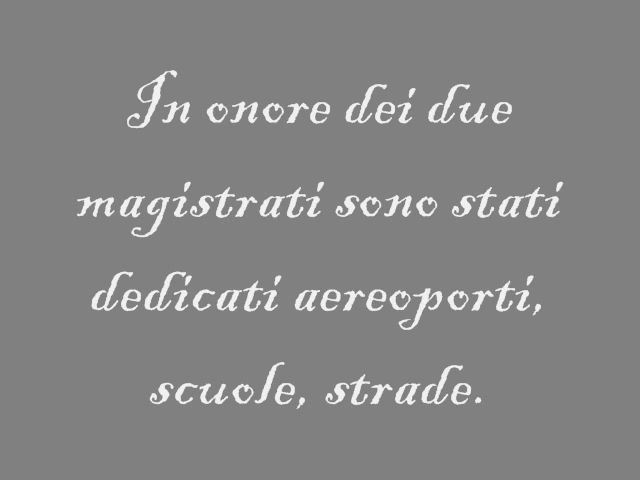 In onore dei due
magistrati sono stati
dedicati aereoporti,
scuole, strade.